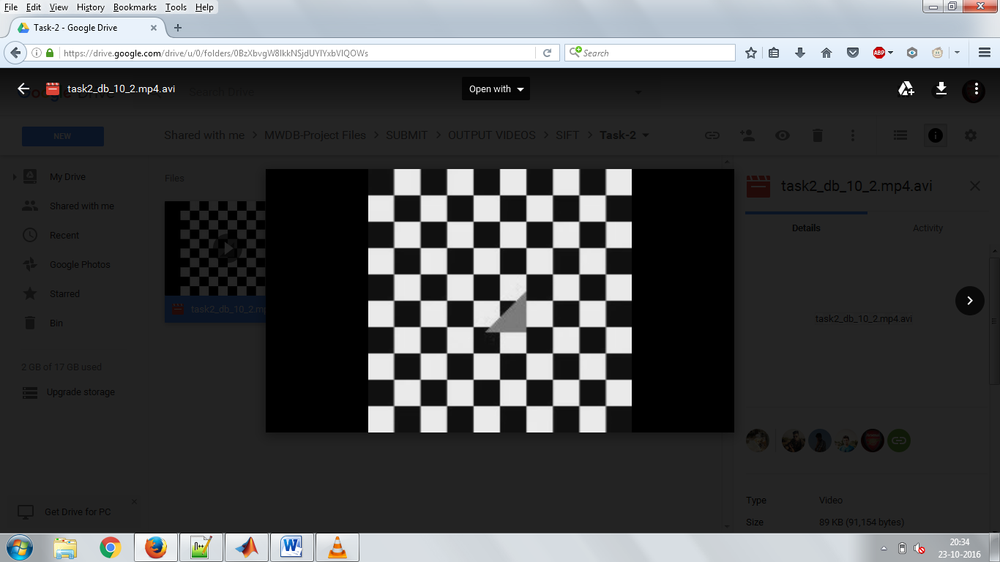 File Edit View History Bookmarks Tools Help
Task-2 - Google Drive
https://drive.google.com/drive/u/0/folders/
Search
ABP
task2_db_10_2.mp4.avi
Search Drive
Open with
NEW
Shared with me > MWDB-Project Files > SUBMIT > OUTPUT VIDEOS > SIFT > Task-2
My Drive
Shared with me
Recent
Google Photos
Starred
Bin
2 GB of 17 GB used
Upgrade storage
Get Drive for PC
Files
task2_db_10_2.mp
task2_db_10_2.mp4.avi
Details Activity
task2_db_10_2.mp4.avi
Type Video
Size 89 KB (91,154 bytes)
20:34
23-10-2016